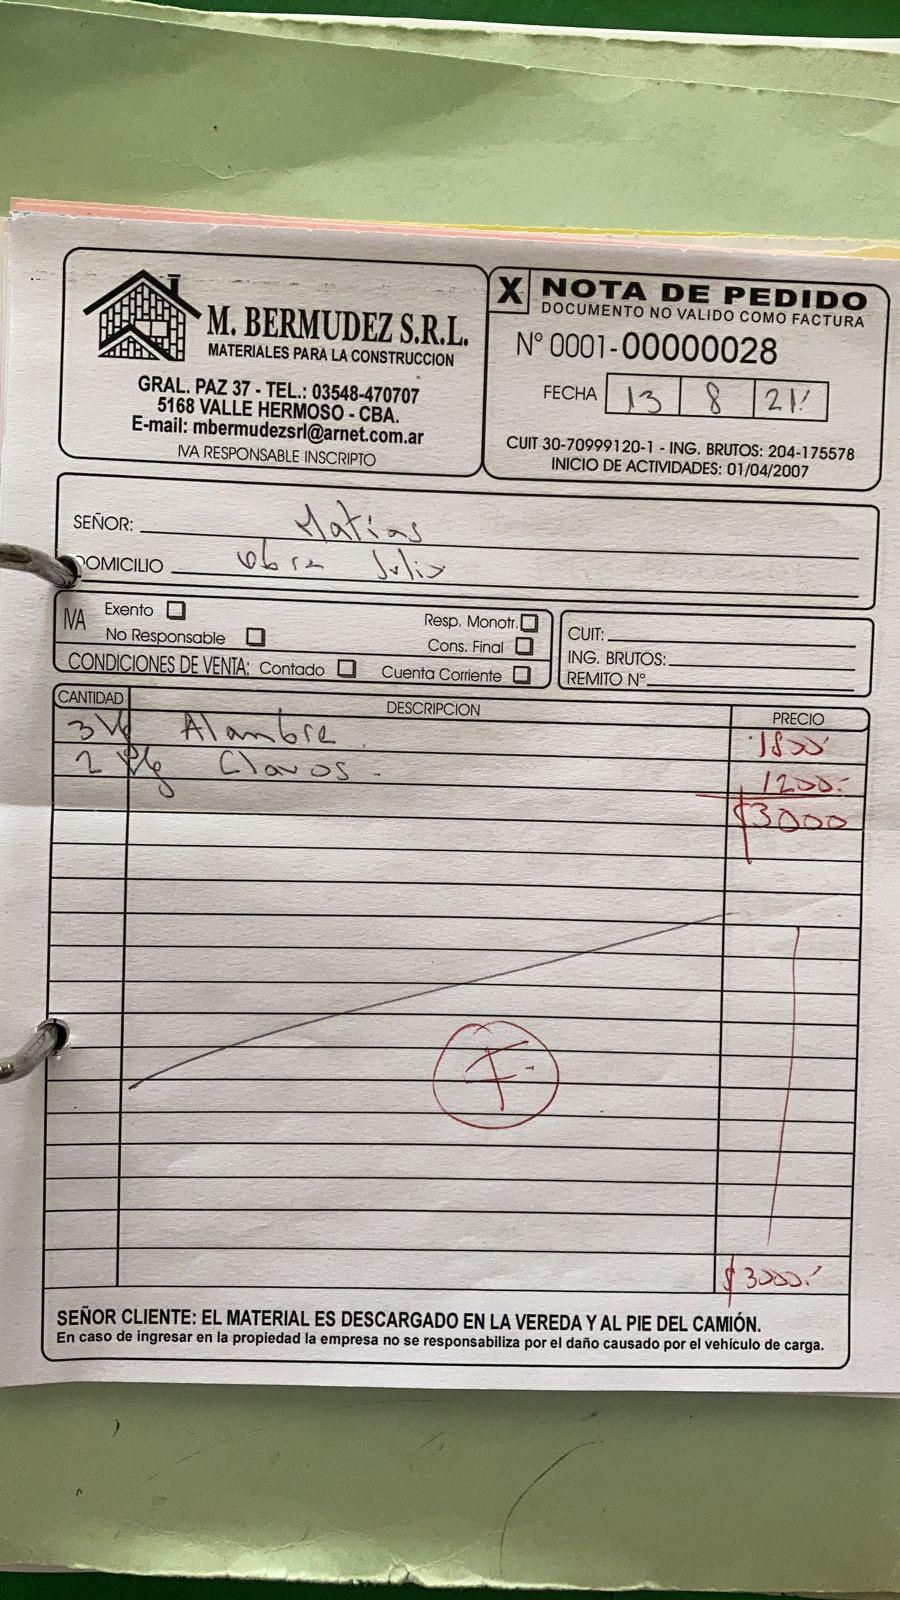 M. BERMUDEZ S.R.L.
MATERIALES PARA LA CONSTRUCCION
GRAL. PAZ 37 - TEL.: 03548-470707
5168 VALLE HERMOSO - CBA.
E-mail: mbermudezsrl@arnet.com.ar
IVA RESPONSABLE INSCRIPTO
X NOTA DE PEDIDO
DOCUMENTO NO VALIDO COMO FACTURA
Nº 0001-00000028
FECHA 13 8 21
CUIT 30-70999120-1 - ING. BRUTOS: 204-175578
INICIO DE ACTIVIDADES: 01/04/2007
SEÑOR: Matias
DOMICILIO Obra Julio
IVA Exento Resp. Monotr.
No Responsable Cons. Final
CONDICIONES DE VENTA: Contado Cuenta Corriente
CUIT:
ING. BRUTOS:
REMITO Nº
CANTIDAD DESCRIPCION PRECIO
3 Kg Alambre. 1800
2 Kg Clavos. 1200.
$3000
$3000.
SEÑOR CLIENTE: EL MATERIAL ES DESCARGADO EN LA VEREDA Y AL PIE DEL CAMIÓN.
En caso de ingresar en la propiedad la empresa no se responsabiliza por el daño causado por el vehículo de carga.